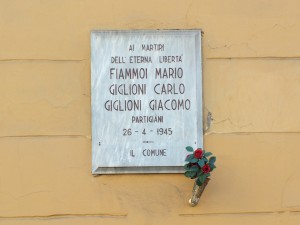 AI MARTIRI
DELL'ETERNA LIBERTÀ
FIAMMOI MARIO
GIGLIONI CARLO
GIGLIONI GIACOMO
PARTIGIANI
26-4-1945
IL COMUNE